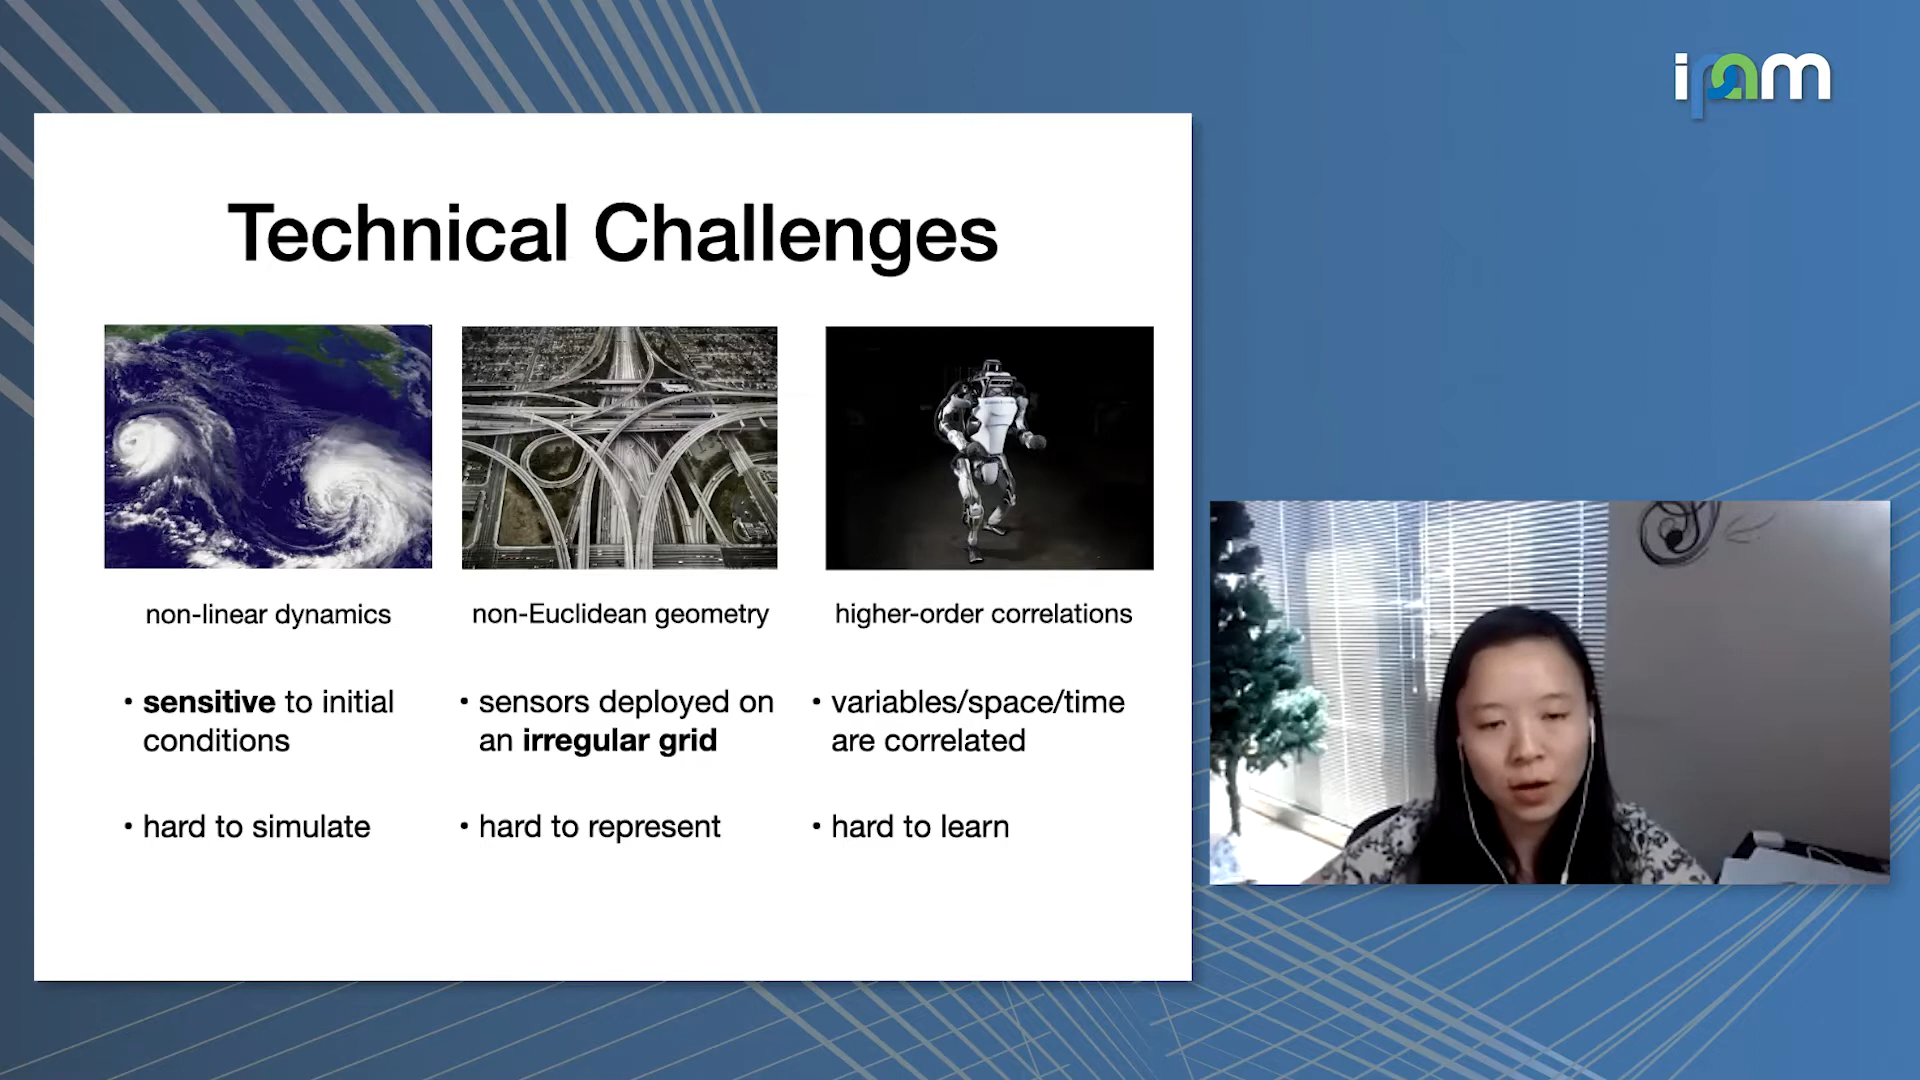 ipam
Technical Challenges
non-linear dynamics
non-Euclidean geometry
higher-order correlations
• sensitive to initial
conditions
• hard to simulate
• sensors deployed on
an irregular grid
• hard to represent
• variables/space/time
are correlated
• hard to learn